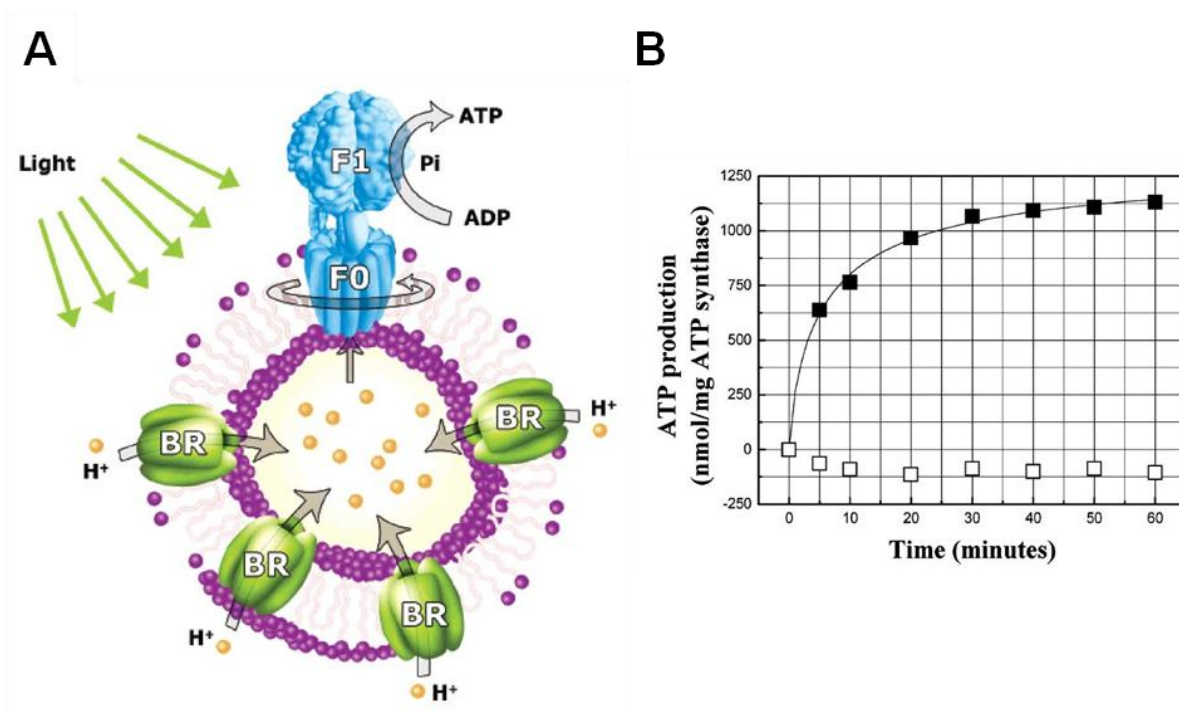 A
Light
F1
ATP
Pi
ADP
F0
BR
H⁺
BR
H⁺
BR
H⁺
BR
H⁺
B
ATP production
(nmol/mg ATP synthase)
1250
1000
750
500
250
0
-250
0 10 20 30 40 50 60
Time (minutes)